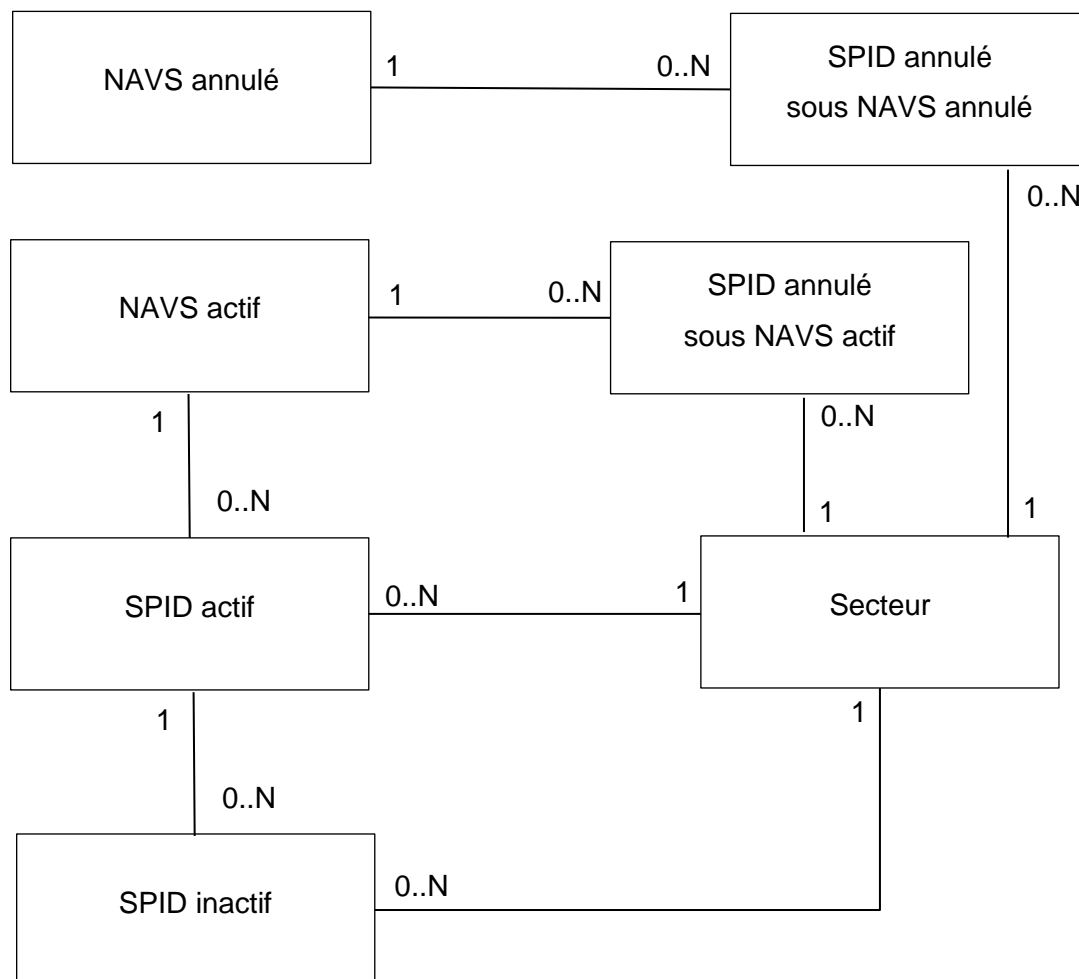 NAVS annulé
1
0..N
SPID annulé
sous NAVS annulé
0..N
NAVS actif
1
0..N
SPID annulé
sous NAVS actif
1
0..N
0..N
1
1
SPID actif
0..N
1
Secteur
1
1
0..N
SPID inactif
0..N